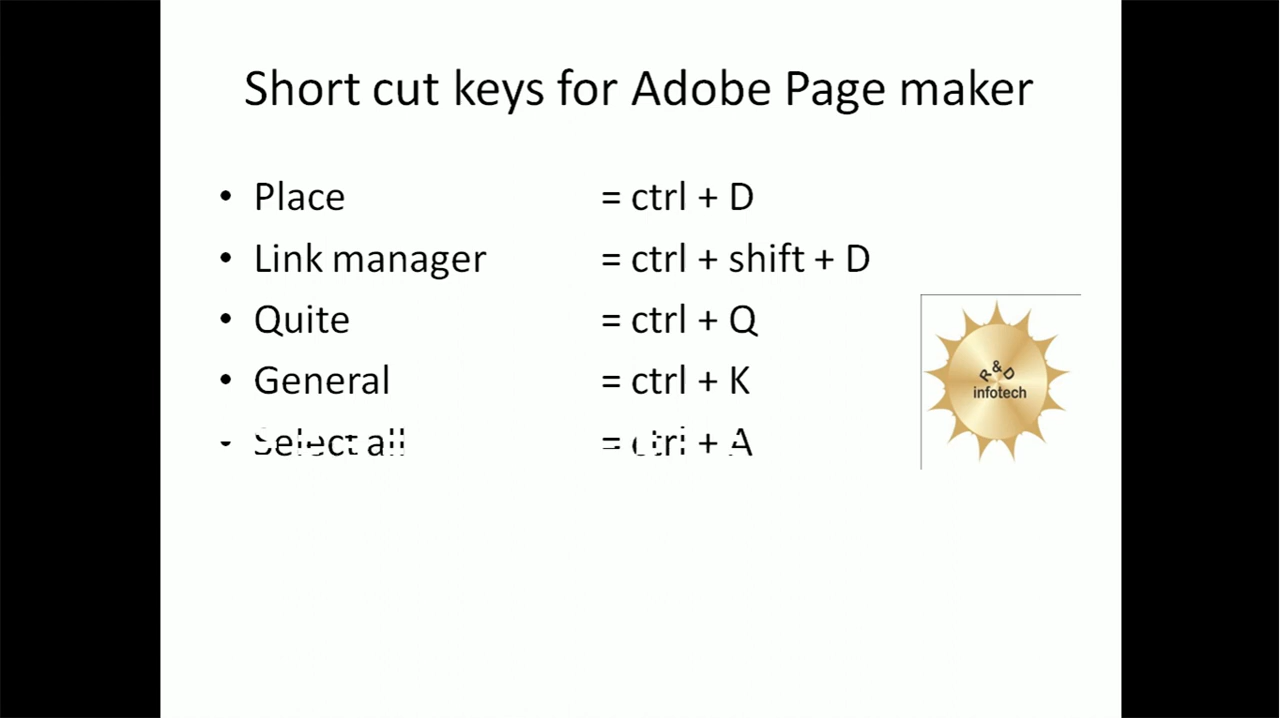 Short cut keys for Adobe Page maker
• Place = ctrl + D
• Link manager = ctrl + shift + D
• Quite = ctrl + Q
• General = ctrl + K
• Select all = ctrl + A
R & D
infotech